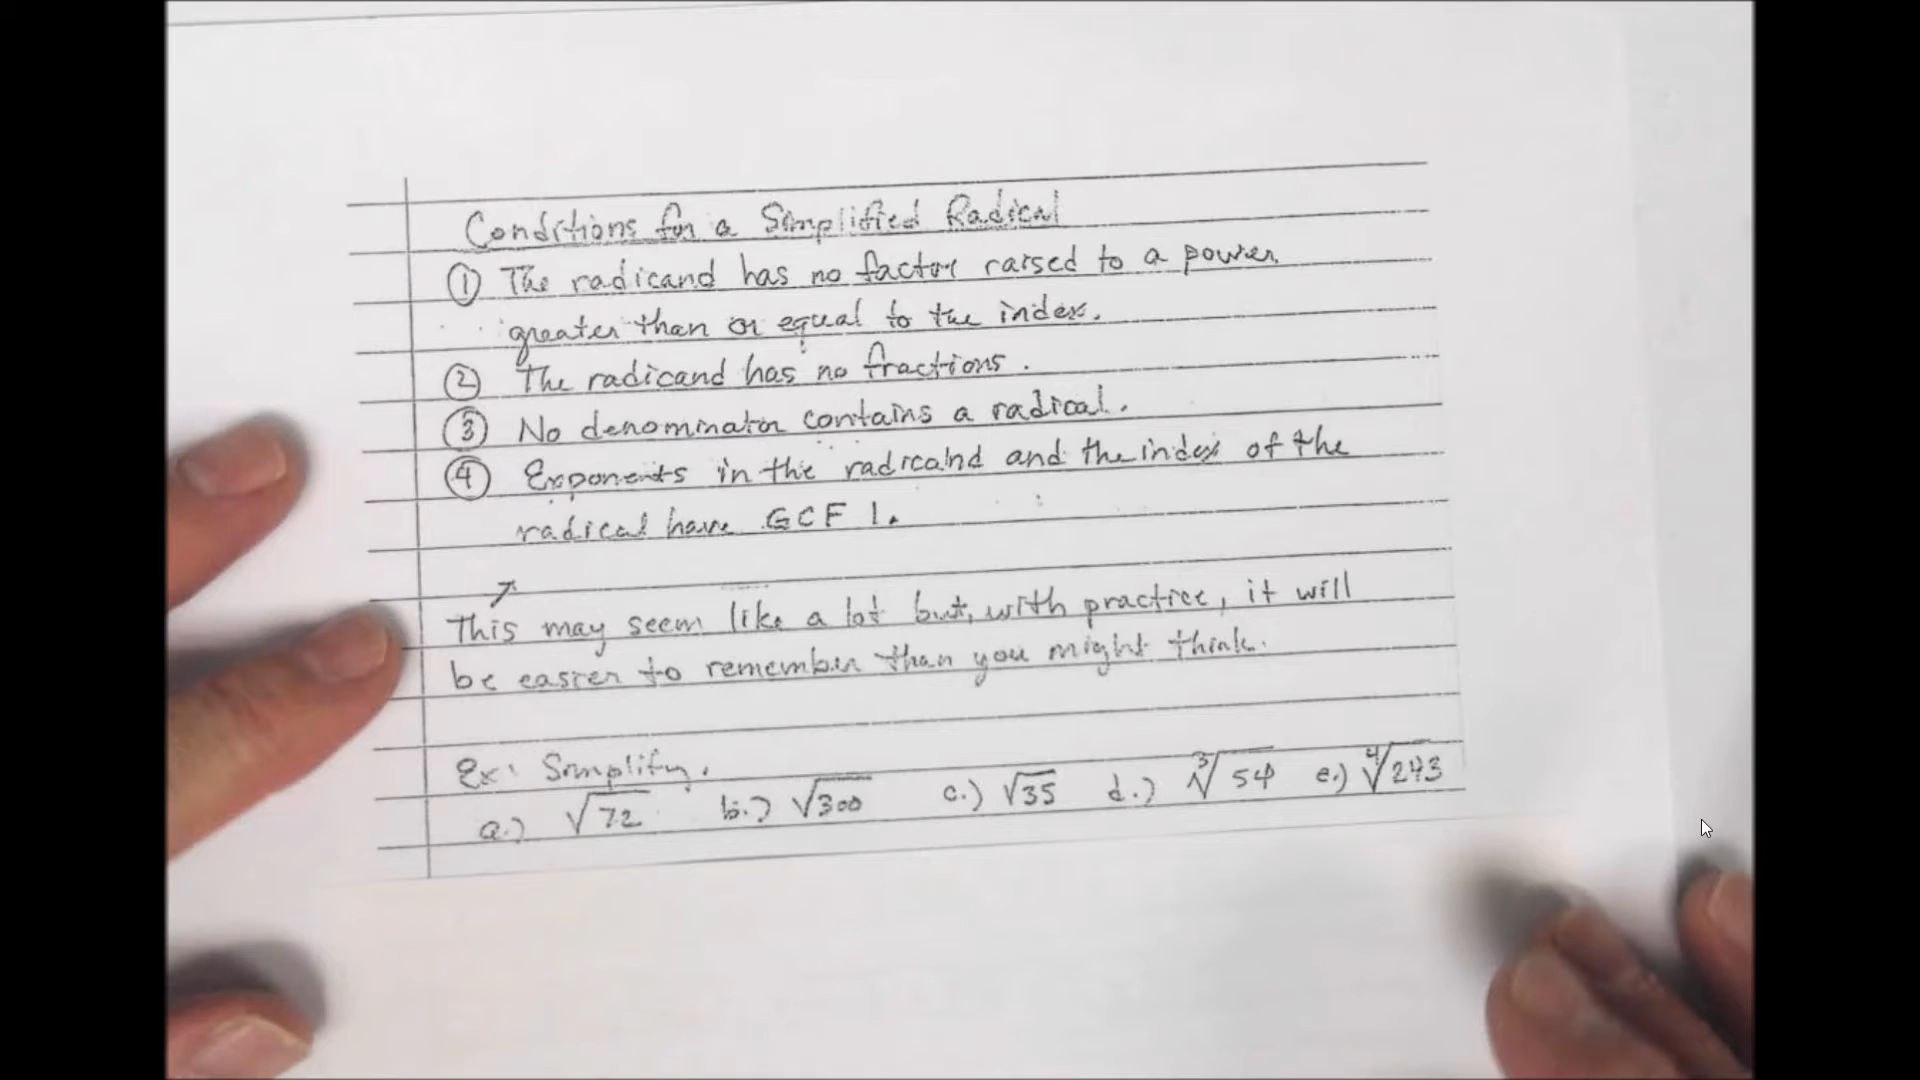 Conditions for a Simplified Radical
① The radicand has no factor raised to a power
greater than or equal to the index.
② The radicand has no fractions.
③ No denominator contains a radical.
④ Exponents in the radicand and the index of the
radical have GCF 1.
↗
This may seem like a lot but, with practice, it will
be easier to remember than you might think.
Ex: Simplify.
a.) √72 b.) √300 c.) √35 d.) ∛54 e.) ∜243